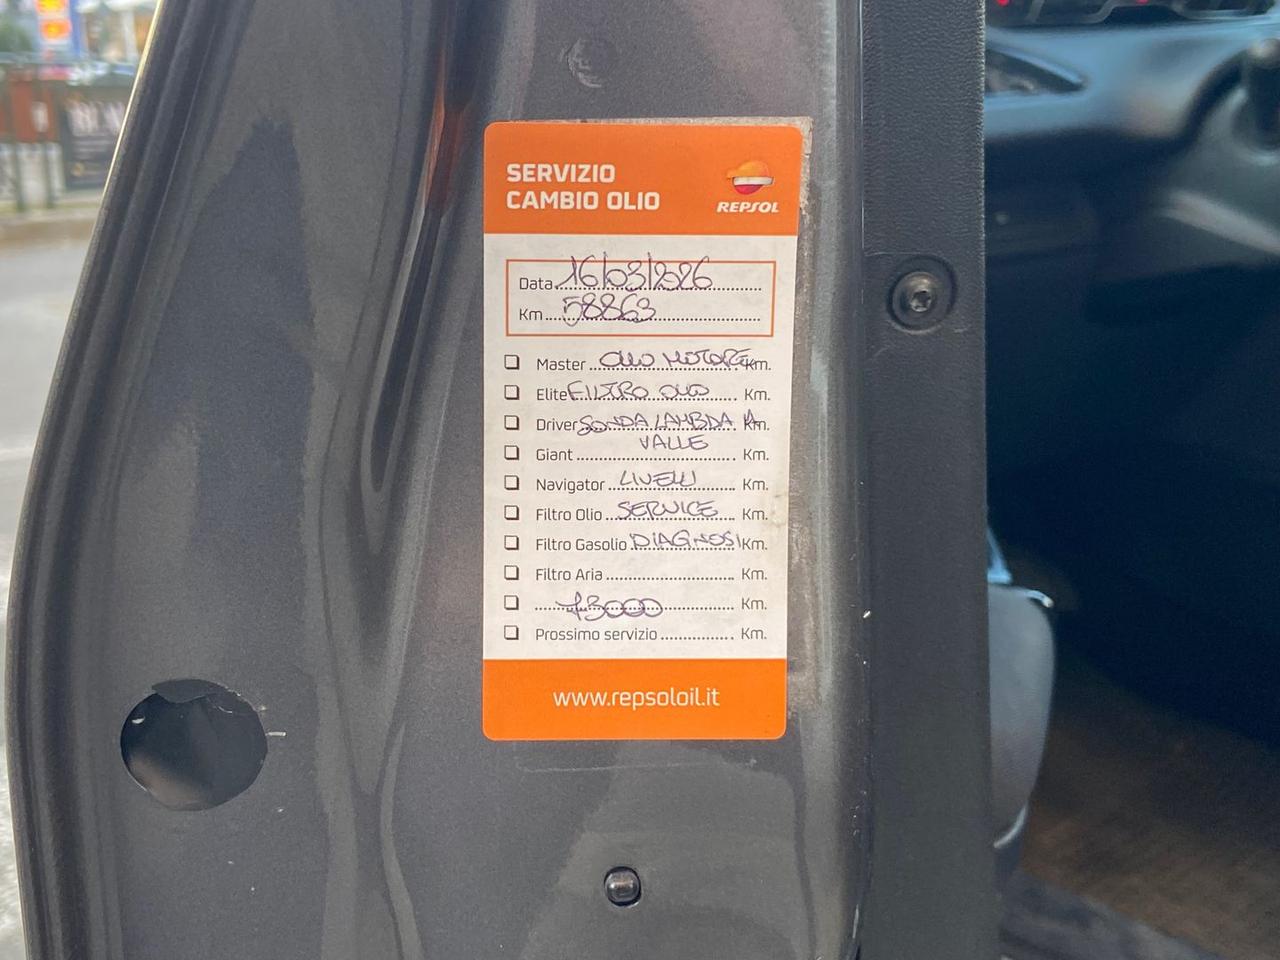 SERVIZIO
CAMBIO OLIO
REPSOL
Data 16/03/2026
Km 58863
Master OLIO MOTORE Km.
Elite FILTRO OLIO Km.
Driver SONDA LAMBDA A Km.
VALLE
Giant Km.
Navigator LIVELLI Km.
Filtro Olio SERVICE Km.
Filtro Gasolio DIAGNOSI Km.
Filtro Aria Km.
73000 Km.
Prossimo servizio Km.
www.repsoloil.it